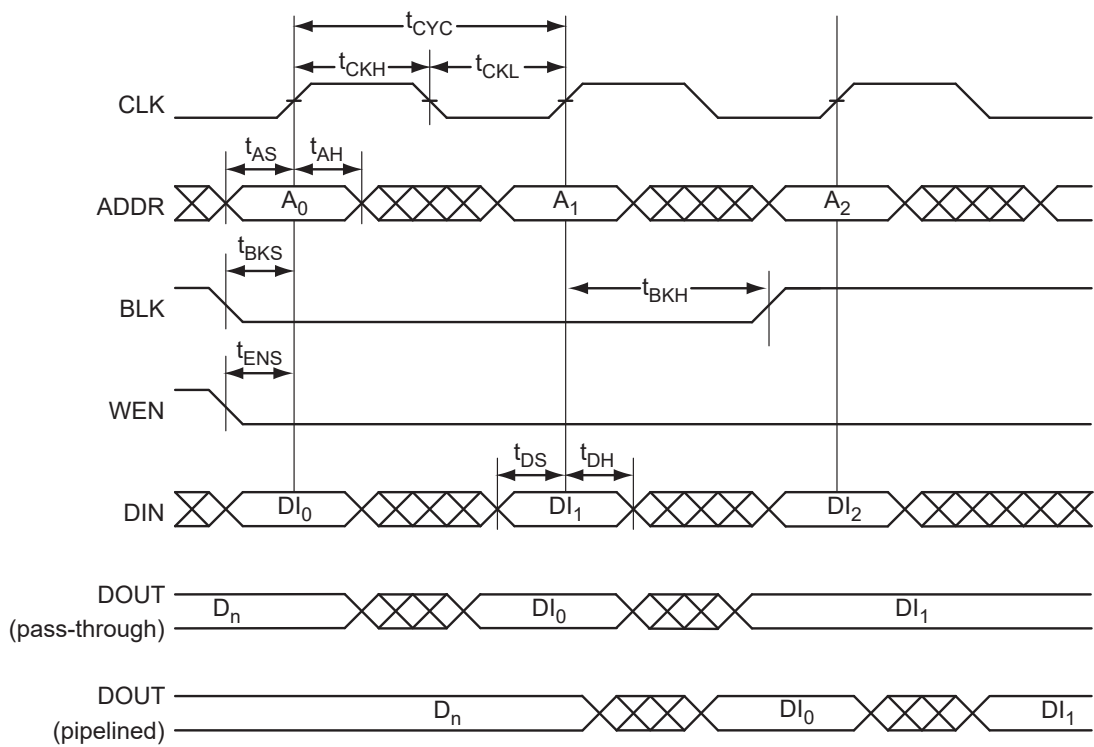 tCYC
tCKH tCKL
CLK
tAS tAH
ADDR A0 A1 A2
tBKS
tBKH
BLK
tENS
WEN
tDS tDH
DIN DI0 DI1 DI2
DOUT
(pass-through)
Dn DI0 DI1
DOUT
(pipelined)
Dn DI0 DI1